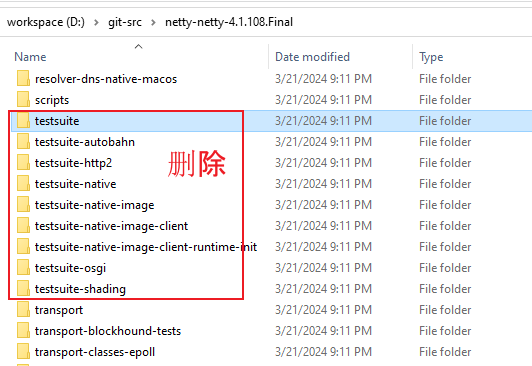 workspace (D:) › git-src › netty-netty-4.1.108.Final
Name Date modified Type
resolver-dns-native-macos 3/21/2024 9:11 PM File folder
scripts 3/21/2024 9:11 PM File folder
testsuite 3/21/2024 9:11 PM File folder
testsuite-autobahn 3/21/2024 9:11 PM File folder
删除
testsuite-http2 3/21/2024 9:11 PM File folder
testsuite-native 3/21/2024 9:11 PM File folder
testsuite-native-image 3/21/2024 9:11 PM File folder
testsuite-native-image-client 3/21/2024 9:11 PM File folder
testsuite-native-image-client-runtime-init 3/21/2024 9:11 PM File folder
testsuite-osgi 3/21/2024 9:11 PM File folder
testsuite-shading 3/21/2024 9:11 PM File folder
transport 3/21/2024 9:11 PM File folder
transport-blockhound-tests 3/21/2024 9:11 PM File folder
transport-classes-epoll 3/21/2024 9:11 PM File folder